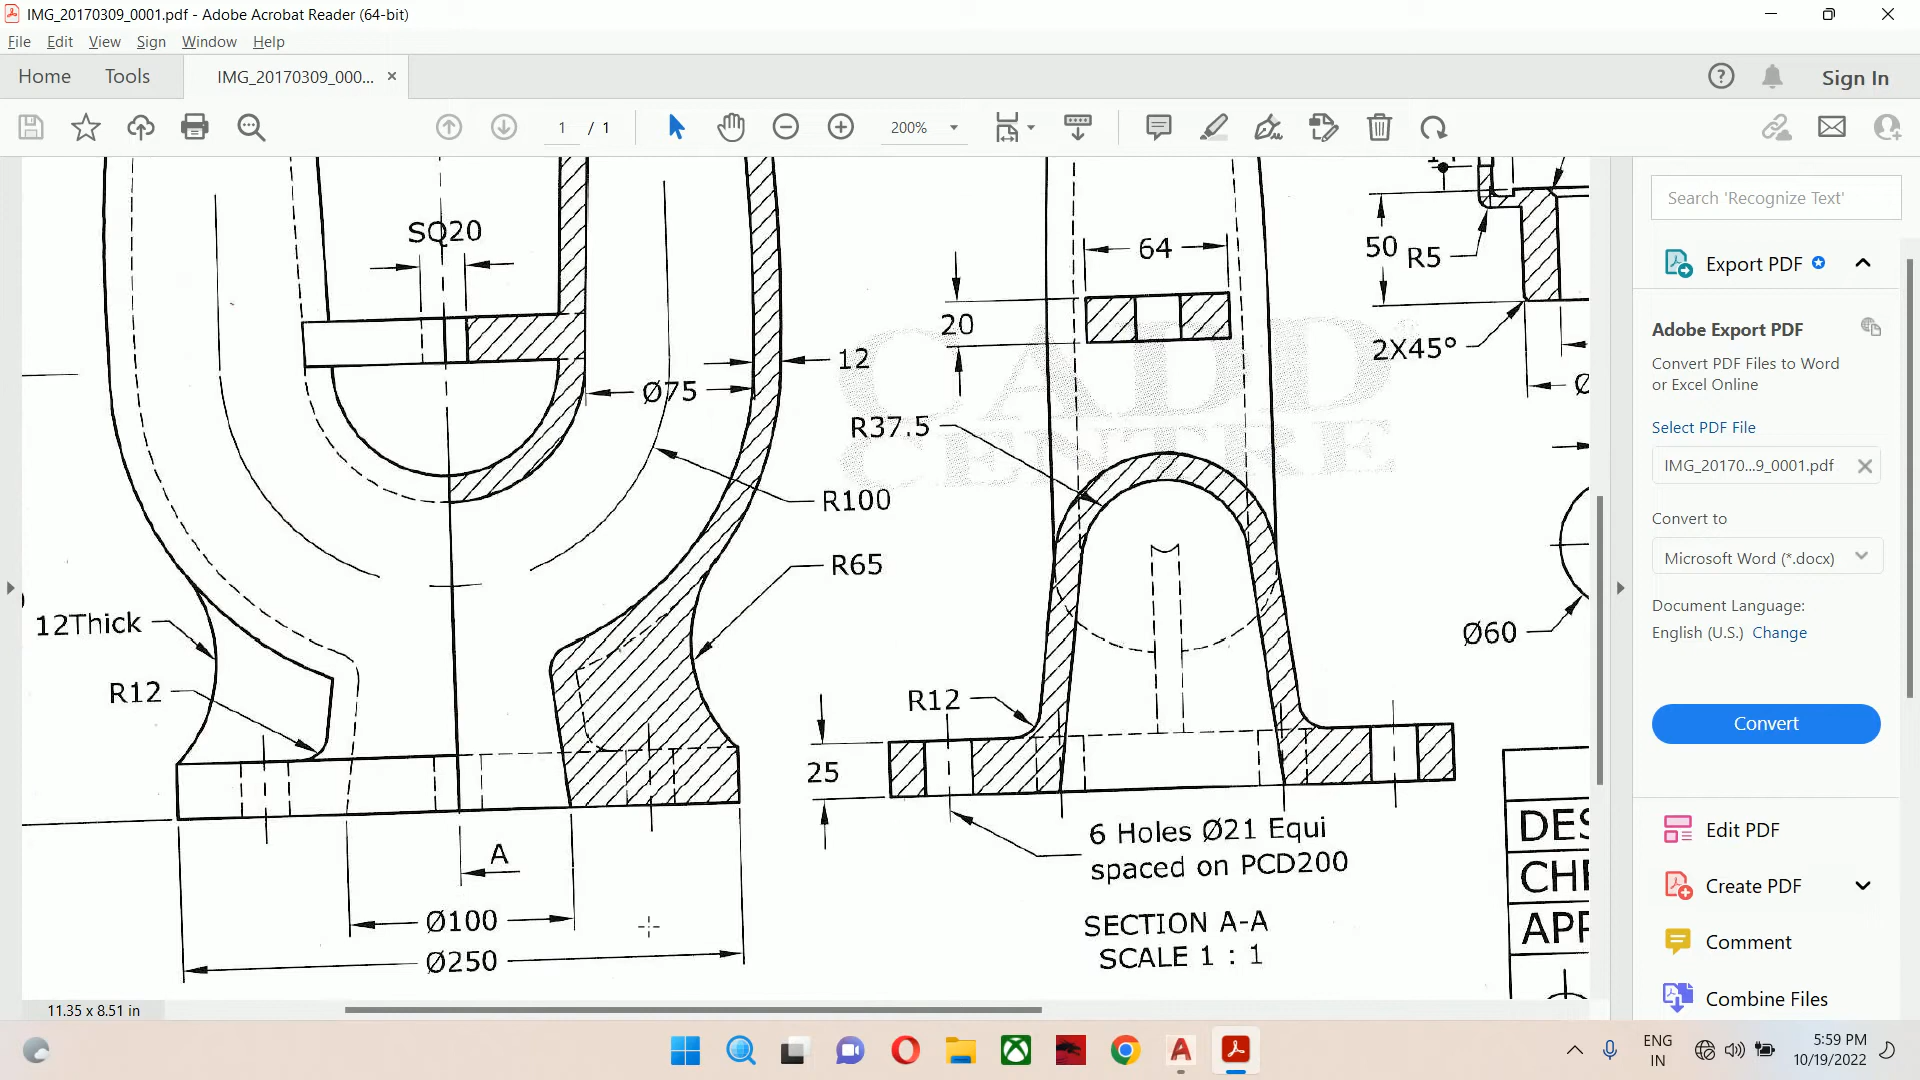 IMG_20170309_0001.pdf - Adobe Acrobat Reader (64-bit)
File Edit View Sign Window Help
Home Tools IMG_20170309_000... × Sign In
1 / 1 200%
SQ20
64
20
12
Ø75
R37.5
R100
R65
12Thick
R12
R12
25
50
R5
2X45°
Ø60
6 Holes Ø21 Equi
spaced on PCD200
A
Ø100
Ø250
SECTION A-A
SCALE 1 : 1
CADD
CENTRE
DES
CHE
APP
11.35 x 8.51 in
Search 'Recognize Text'
Export PDF
Adobe Export PDF
Convert PDF Files to Word
or Excel Online
Select PDF File
IMG_20170...9_0001.pdf
Convert to
Microsoft Word (*.docx)
Document Language:
English (U.S.) Change
Convert
Edit PDF
Create PDF
Comment
Combine Files
ENG
IN
5:59 PM
10/19/2022